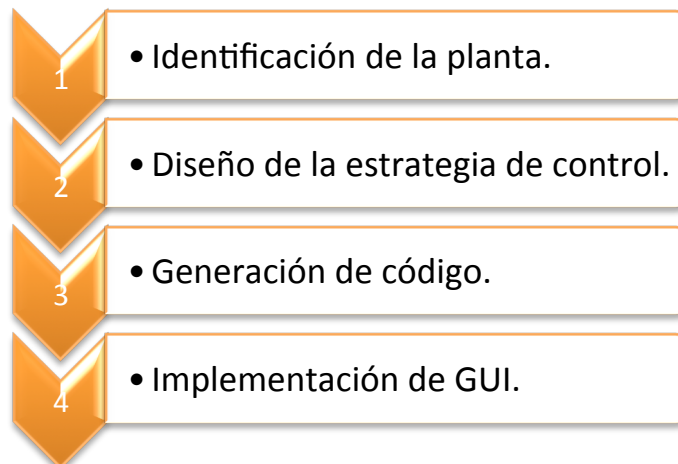 1
• Identificación de la planta.
2
• Diseño de la estrategia de control.
3
• Generación de código.
4
• Implementación de GUI.